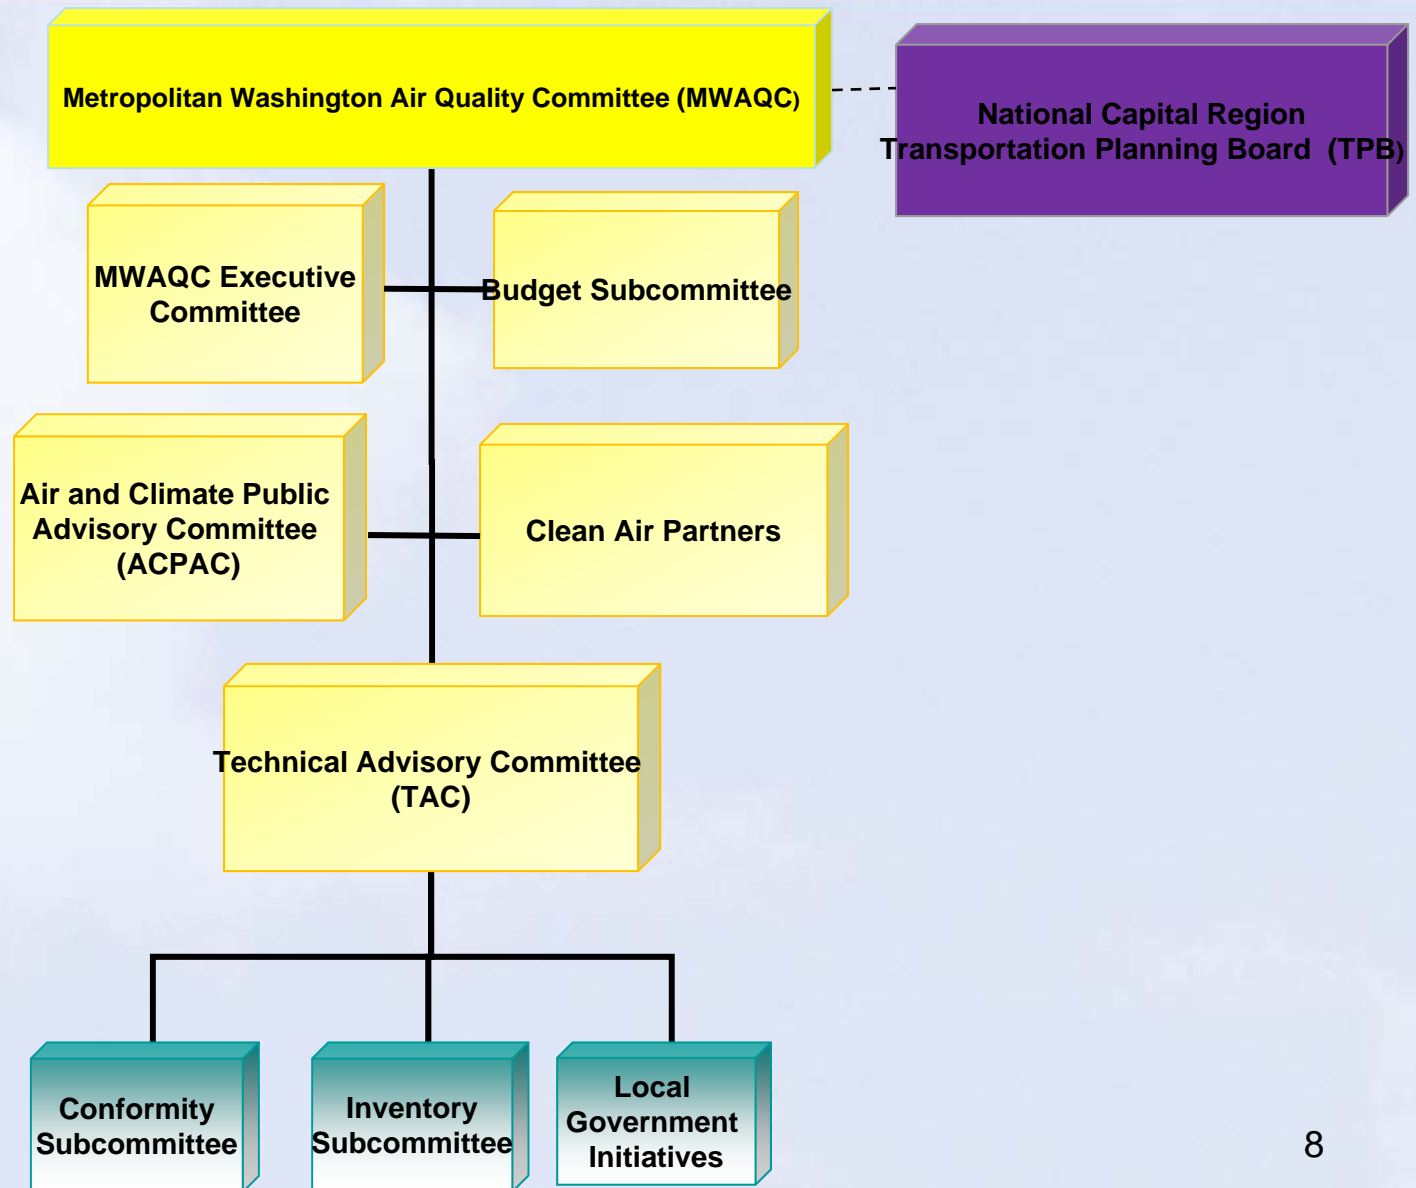 Metropolitan Washington Air Quality Committee (MWAQC)
National Capital Region
Transportation Planning Board (TPB)
MWAQC Executive
Committee
Budget Subcommittee
Air and Climate Public
Advisory Committee
(ACPAC)
Clean Air Partners
Technical Advisory Committee
(TAC)
Conformity
Subcommittee
Inventory
Subcommittee
Local
Government
Initiatives
8